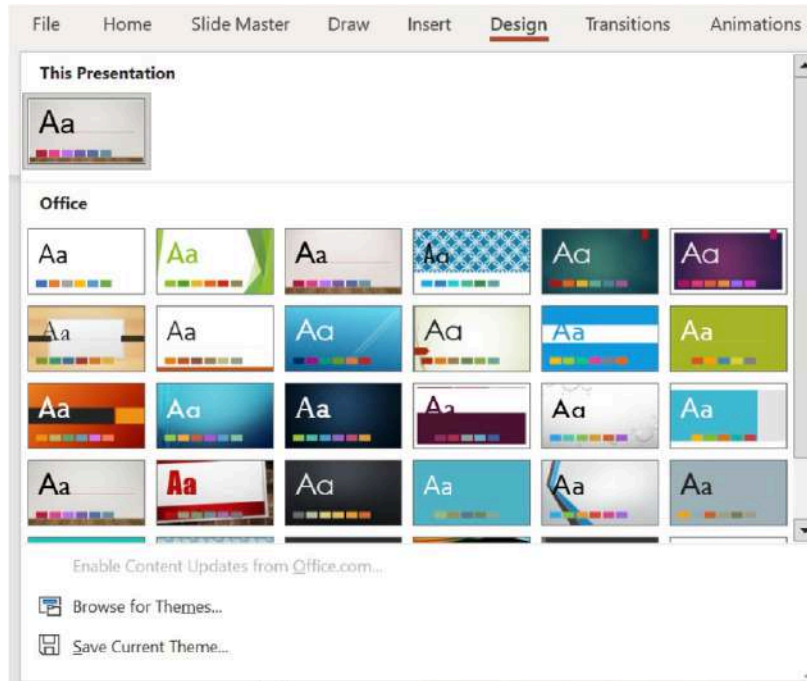 File Home Slide Master Draw Insert Design Transitions Animations
This Presentation
Aa
Office
Aa Aa Aa Aa Aa Aa
Aa Aa Aa Aa Aa Aa
Aa Aa Aa Aa Aa Aa
Aa Aa Aa Aa Aa Aa
Enable Content Updates from Office.com...
Browse for Themes...
Save Current Theme...